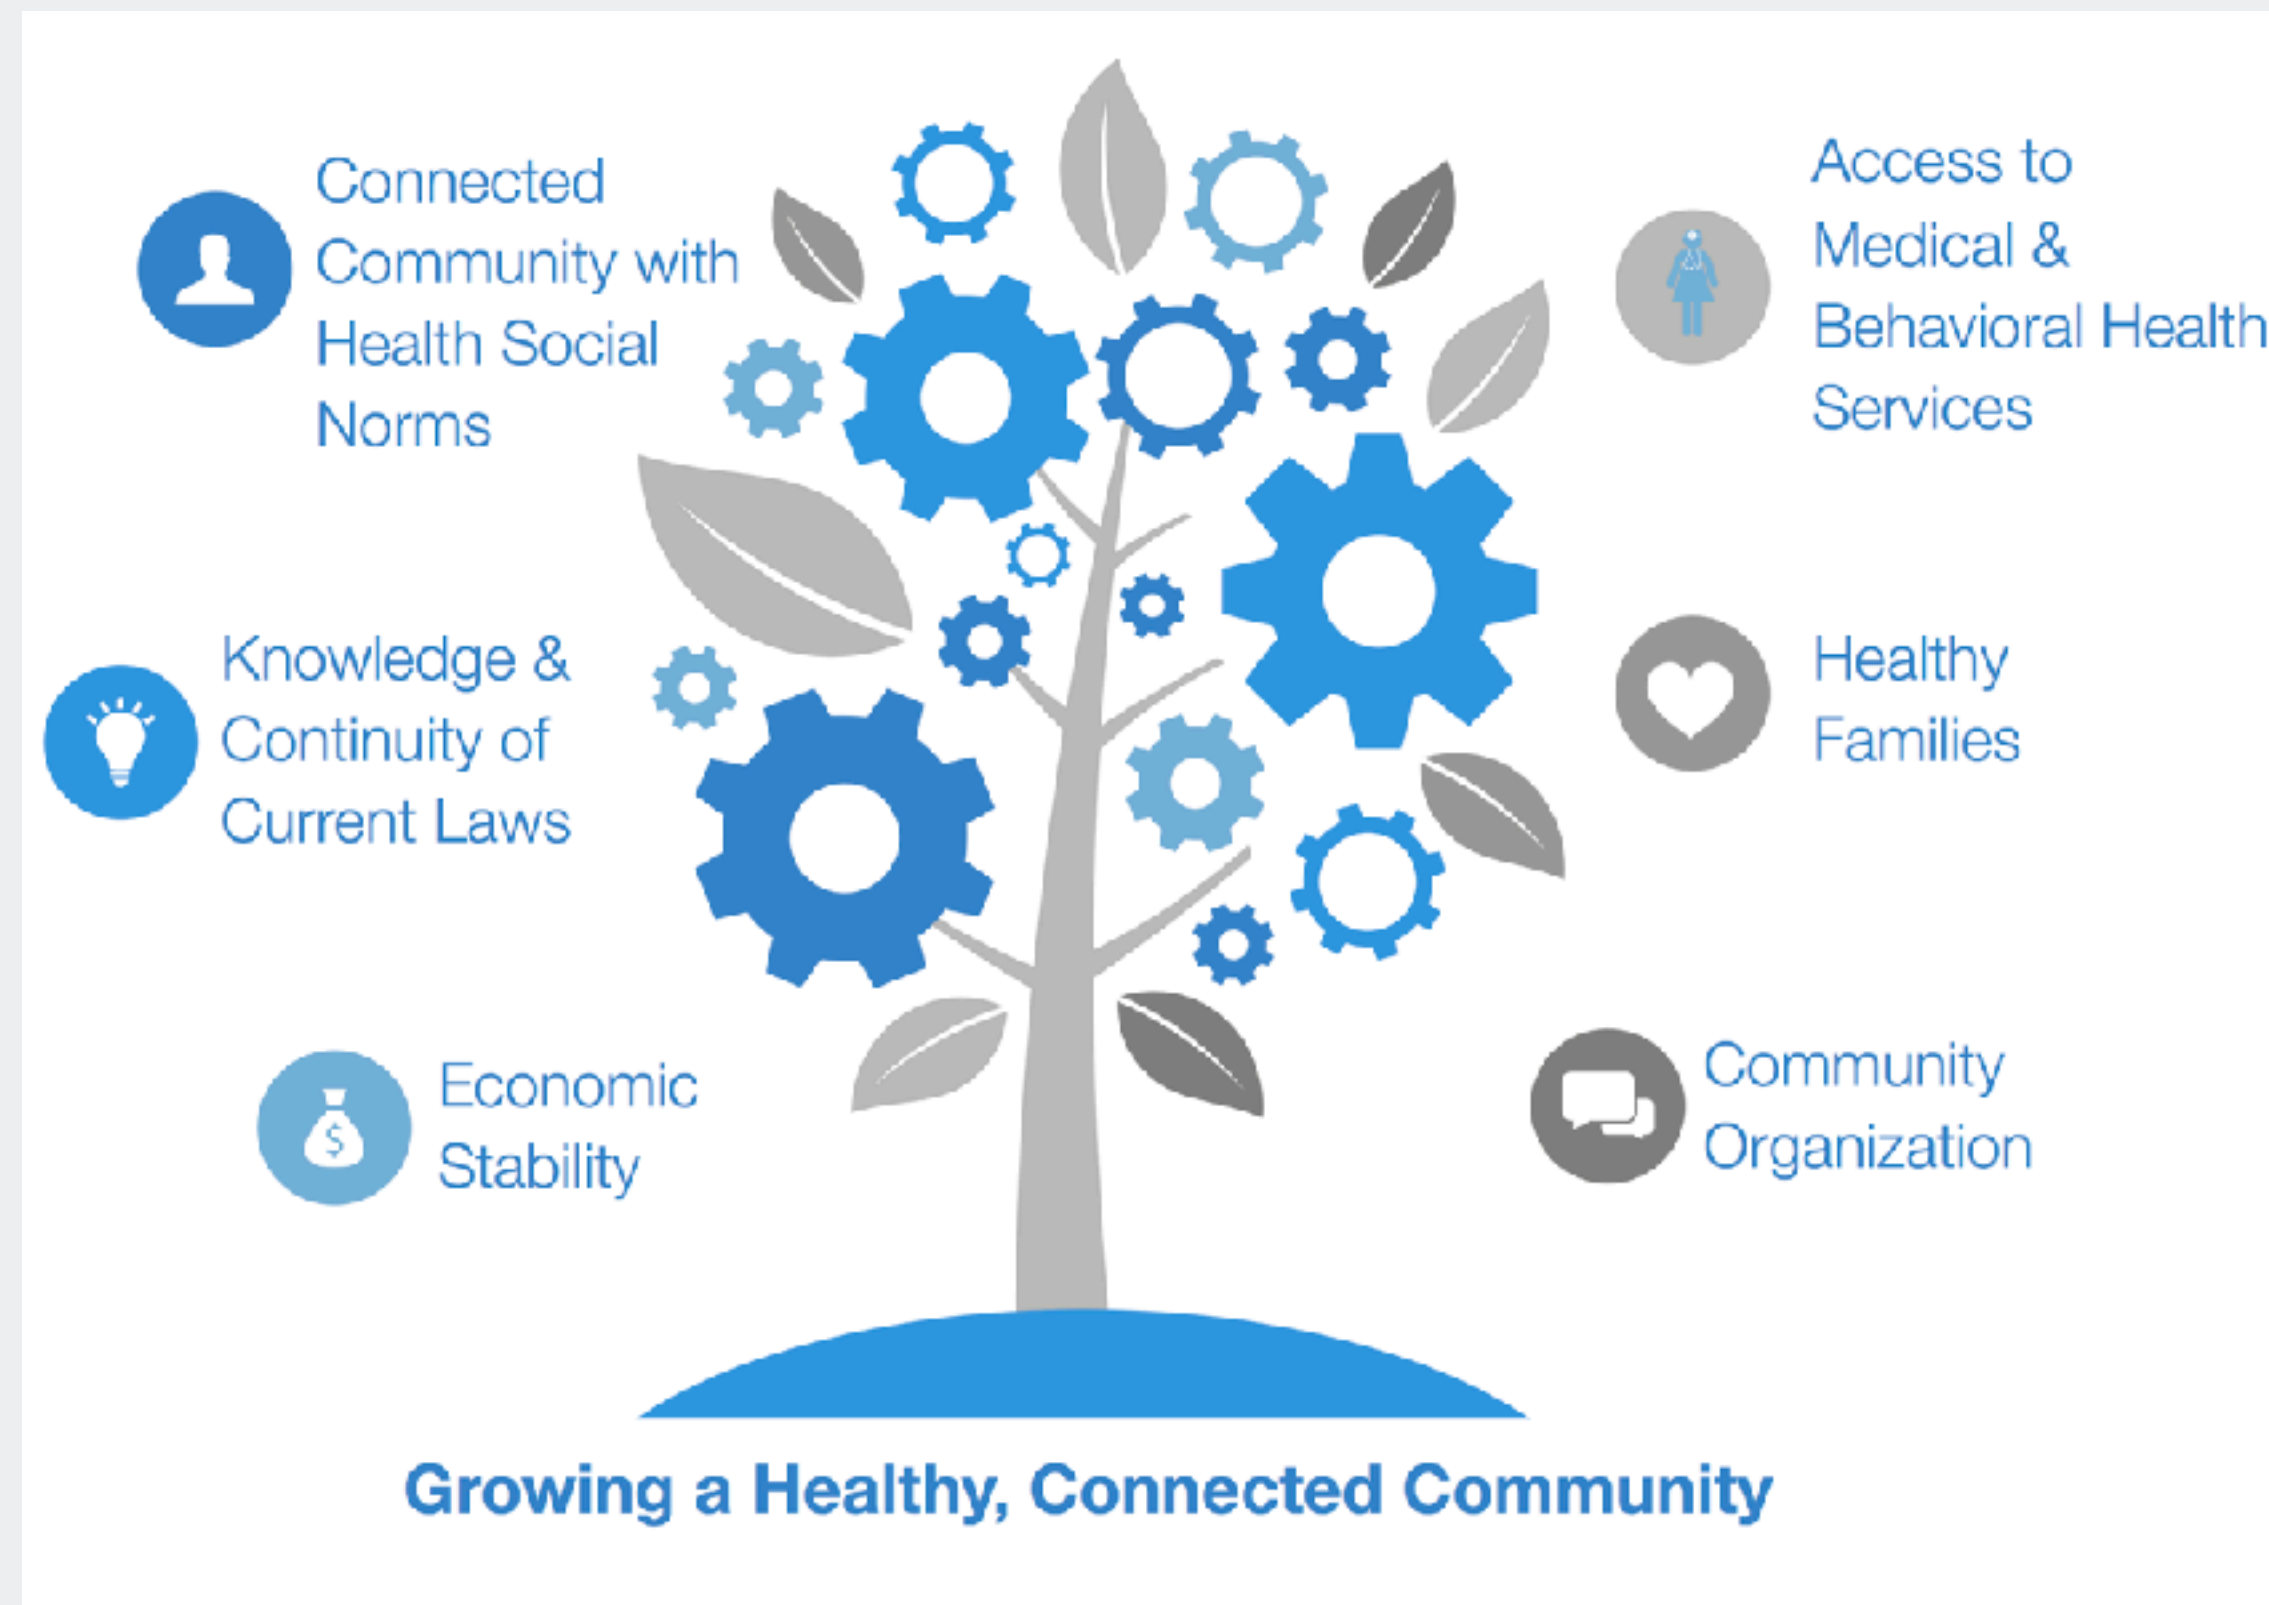 Connected
Community with
Health Social
Norms
Access to
Medical &
Behavioral Health
Services
Knowledge &
Continuity of
Current Laws
Healthy
Families
Economic
Stability
$
Community
Organization
Growing a Healthy, Connected Community